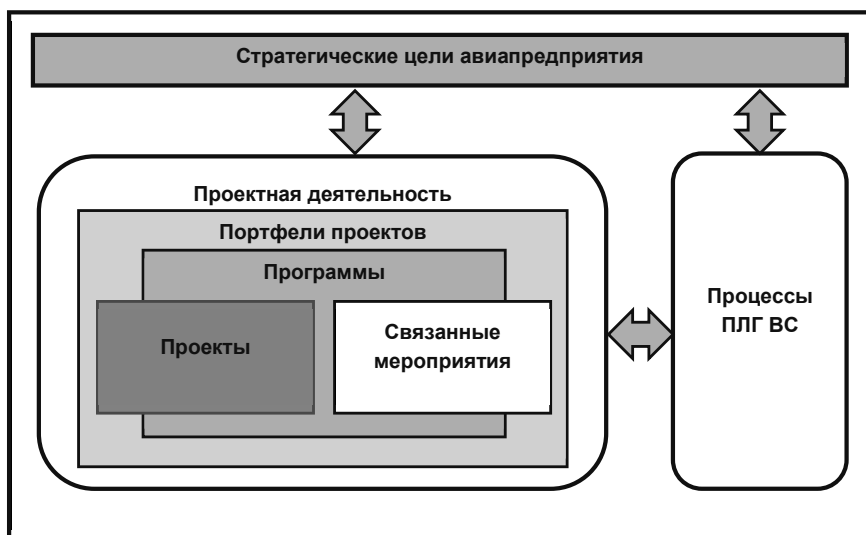 Стратегические цели авиапредприятия
Проектная деятельность
Портфели проектов
Программы
Проекты
Связанные
мероприятия
Процессы
ПЛГ ВС